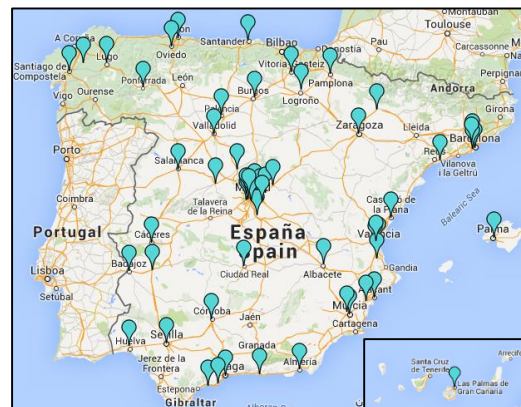 Montauban
A Coruña
Santander
Bilbao
Toulouse
Santiago de
Compostela
Lugo
Oviedo
Vitoria-Gasteiz
Pau
Carcassonne
Ponferrada
León
Burgos
Pamplona
Perpignan
Vigo
Ourense
Logroño
Andorra
Palencia
Girona
Valladolid
Zaragoza
Lleida
Barcelona
Porto
Salamanca
Reus
Vilanova
i la Geltrú
Coimbra
Talavera
de la Reina
Castelló de
la Plana
Balearic Sea
Portugal
España
Spain
Valencia
Palma
Cáceres
Lisboa
Badajoz
Ciudad Real
Albacete
Gandia
Setúbal
Murcia
Córdoba
Jaén
Cartagena
Huelva
Sevilla
Granada
Jerez de la
Frontera
Almería
Estepona
Gibraltar
Arrecife
Santa Cruz
de Tenerife
Las Palmas de
Gran Canaria